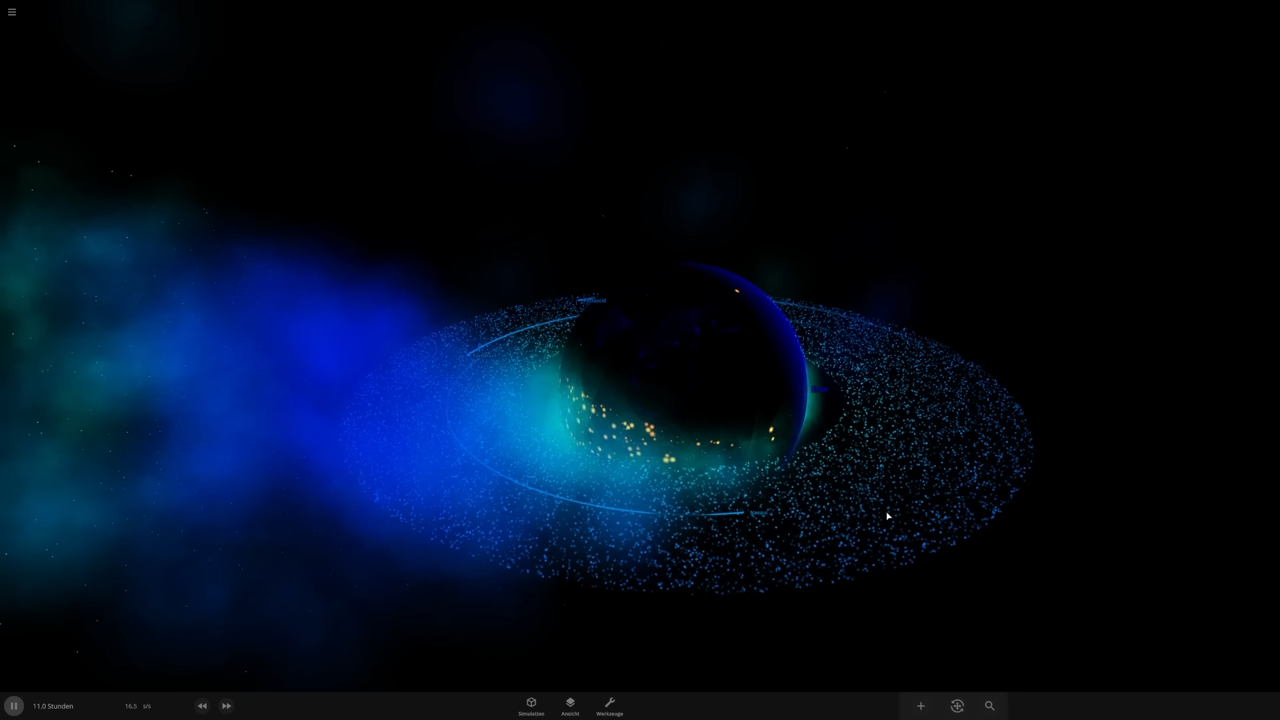 11.0 Stunden
16.5 s/s
Simulation
Ansicht
Werkzeuge